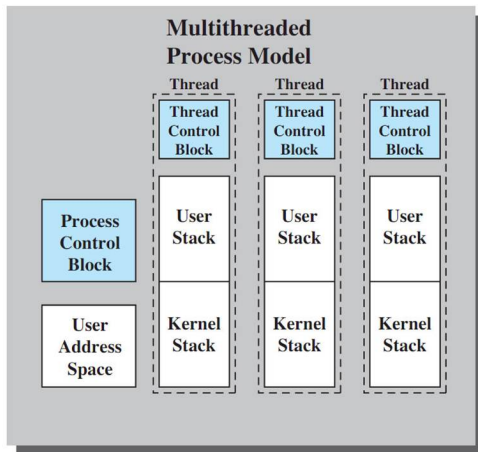 Multithreaded
Process Model
Thread
Thread
Control
Block
User
Stack
Kernel
Stack
Thread
Thread
Control
Block
User
Stack
Kernel
Stack
Thread
Thread
Control
Block
User
Stack
Kernel
Stack
Process
Control
Block
User
Address
Space